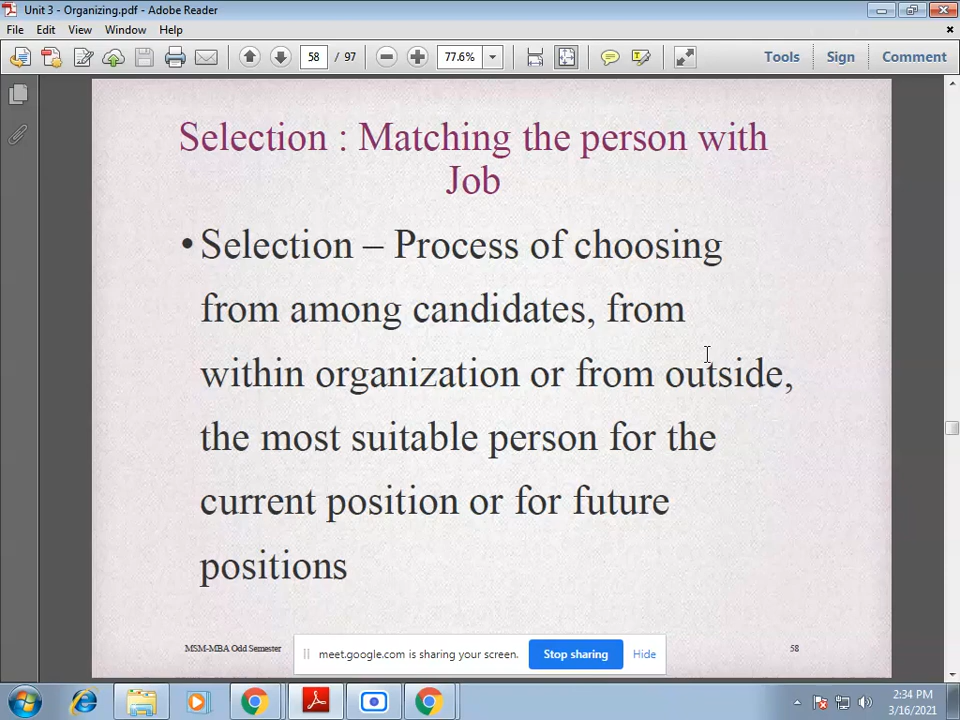 Unit 3 - Organizing.pdf - Adobe Reader
File Edit View Window Help
58 / 97 77.6% Tools Sign Comment
Selection : Matching the person with
Job
•Selection – Process of choosing
from among candidates, from
within organization or from outside,
the most suitable person for the
current position or for future
positions
MSM-MBA Odd Semester 58
meet.google.com is sharing your screen. Stop sharing Hide
2:34 PM
3/16/2021